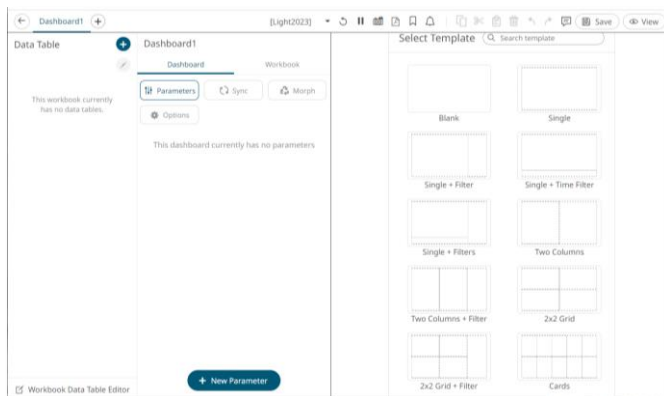 Dashboard1
[Light2023]
Save
View
Data Table
This workbook currently
has no data tables.
Workbook Data Table Editor
Dashboard1
Dashboard
Workbook
Parameters
Sync
Morph
Options
This dashboard currently has no parameters
+ New Parameter
Select Template
Search template
Blank
Single
Single + Filter
Single + Time Filter
Single + Filters
Two Columns
Two Columns + Filter
2x2 Grid
2x2 Grid + Filter
Cards